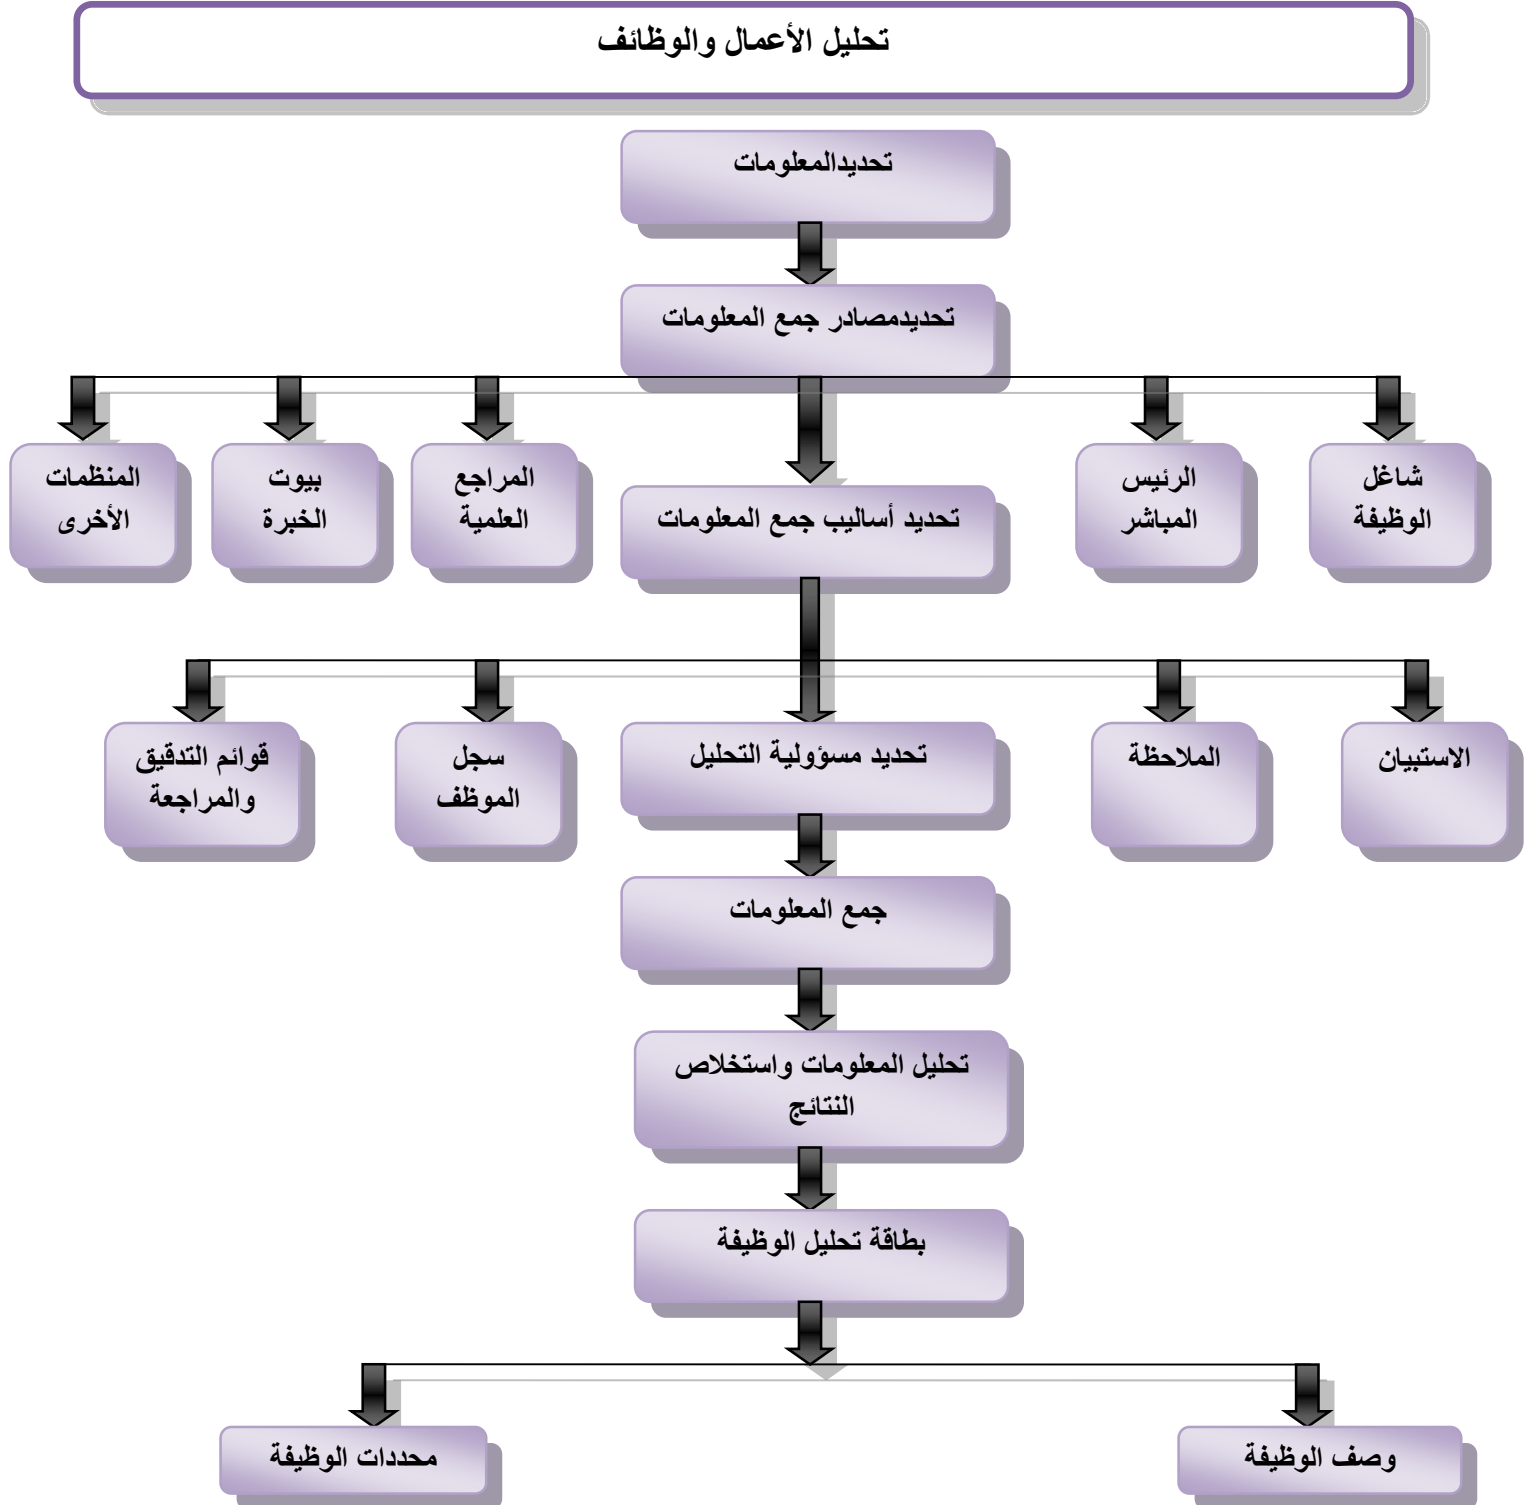 تحليل الأعمال والوظائف
تحديدالمعلومات
تحديدمصادر جمع المعلومات
شاغل
الوظيفة
الرئيس
المباشر
تحديد أساليب جمع المعلومات
المراجع
العلمية
بيوت
الخبرة
المنظمات
الأخرى
الاستبيان
الملاحظة
تحديد مسؤولية التحليل
سجل
الموظف
قوائم التدقيق
والمراجعة
جمع المعلومات
تحليل المعلومات واستخلاص
النتائج
بطاقة تحليل الوظيفة
وصف الوظيفة
محددات الوظيفة